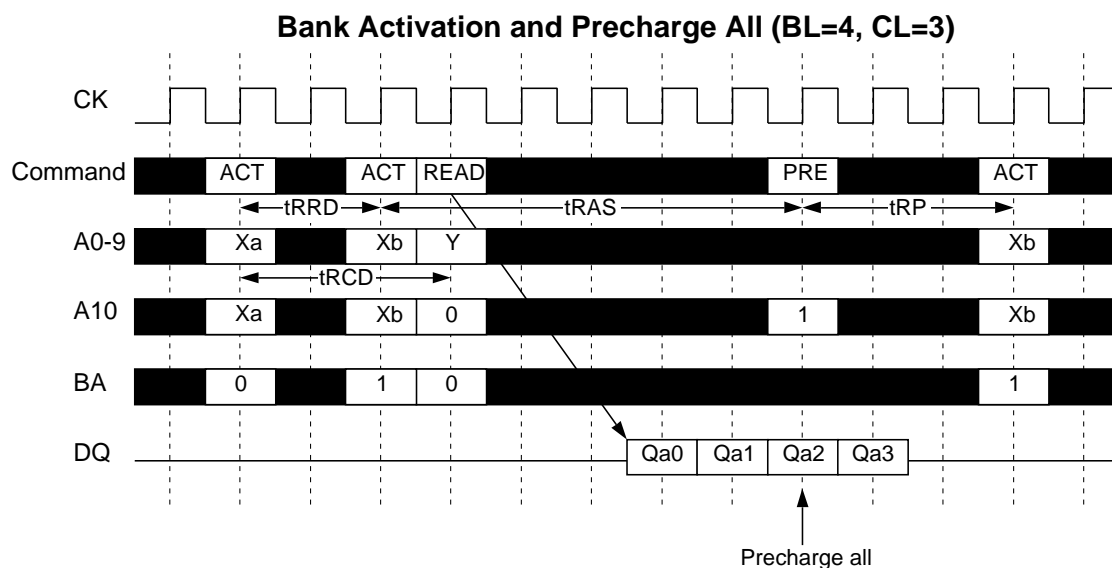 Bank Activation and Precharge All (BL=4, CL=3)
CK
Command ACT ACT READ PRE ACT
tRRD tRAS tRP
A0-9 Xa Xb Y Xb
tRCD
A10 Xa Xb 0 1 Xb
BA 0 1 0 1
DQ Qa0 Qa1 Qa2 Qa3
Precharge all